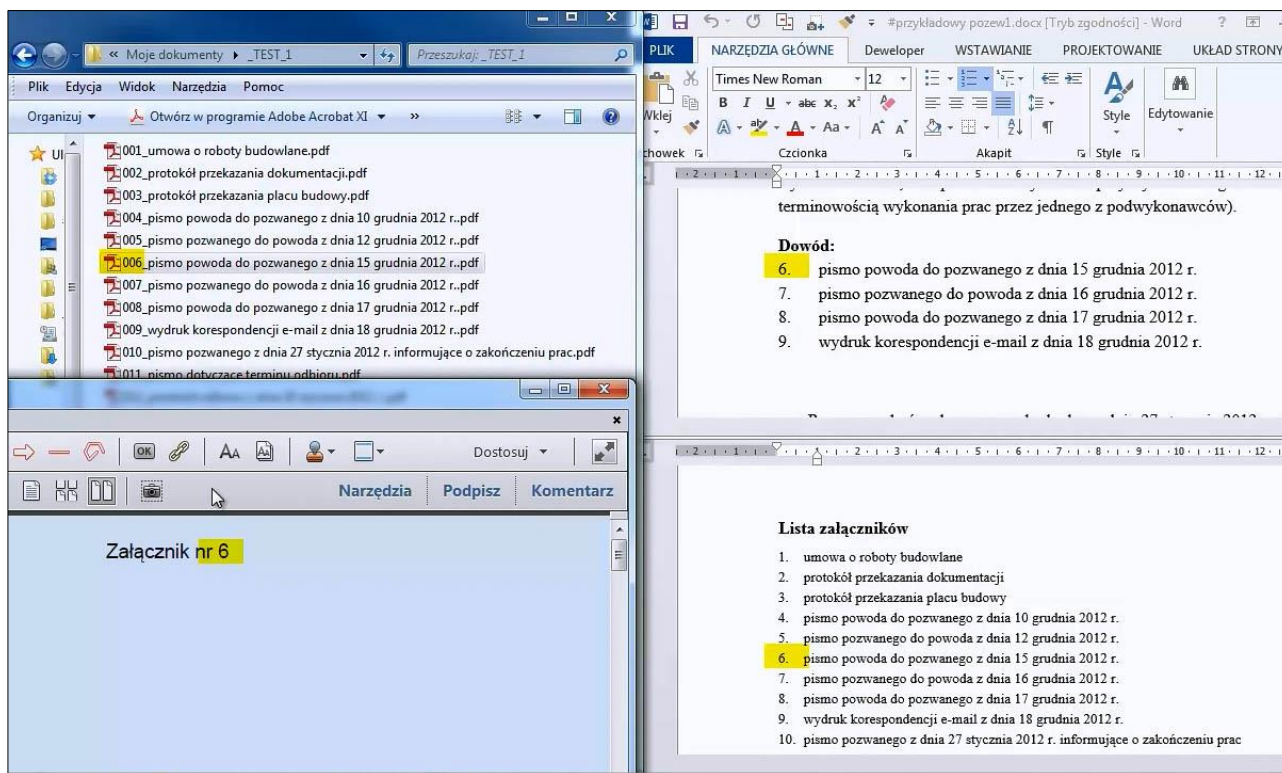 « Moje dokumenty ▸ _TEST_1
Przeszukaj: _TEST_1
Plik Edycja Widok Narzędzia Pomoc
Organizuj Otwórz w programie Adobe Acrobat XI »
Ul
001_umowa o roboty budowlane.pdf
002_protokół przekazania dokumentacji.pdf
003_protokół przekazania placu budowy.pdf
004_pismo powoda do pozwanego z dnia 10 grudnia 2012 r..pdf
005_pismo pozwanego do powoda z dnia 12 grudnia 2012 r..pdf
006_pismo powoda do pozwanego z dnia 15 grudnia 2012 r..pdf
007_pismo pozwanego do powoda z dnia 16 grudnia 2012 r..pdf
008_pismo powoda do pozwanego z dnia 17 grudnia 2012 r..pdf
009_wydruk korespondencji e-mail z dnia 18 grudnia 2012 r..pdf
010_pismo pozwanego z dnia 27 stycznia 2012 r. informujące o zakończeniu prac.pdf
011_pismo dotyczące terminu odbioru.pdf
OK Dostosuj
Narzędzia Podpisz Komentarz
Załącznik nr 6
#przykładowy pozew1.docx [Tryb zgodności] - Word
PLIK NARZĘDZIA GŁÓWNE Deweloper WSTAWIANIE PROJEKTOWANIE UKŁAD STRONY
Wklej
Times New Roman 12
B I U abc X₂ X²
Style Edytowanie
Czcionka Akapit Style
terminowością wykonania prac przez jednego z podwykonawców).
Dowód:
6. pismo powoda do pozwanego z dnia 15 grudnia 2012 r.
7. pismo pozwanego do powoda z dnia 16 grudnia 2012 r.
8. pismo powoda do pozwanego z dnia 17 grudnia 2012 r.
9. wydruk korespondencji e-mail z dnia 18 grudnia 2012 r.
Lista załączników
1. umowa o roboty budowlane
2. protokół przekazania dokumentacji
3. protokół przekazania placu budowy
4. pismo powoda do pozwanego z dnia 10 grudnia 2012 r.
5. pismo pozwanego do powoda z dnia 12 grudnia 2012 r.
6. pismo powoda do pozwanego z dnia 15 grudnia 2012 r.
7. pismo pozwanego do powoda z dnia 16 grudnia 2012 r.
8. pismo powoda do pozwanego z dnia 17 grudnia 2012 r.
9. wydruk korespondencji e-mail z dnia 18 grudnia 2012 r.
10. pismo pozwanego z dnia 27 stycznia 2012 r. informujące o zakończeniu prac